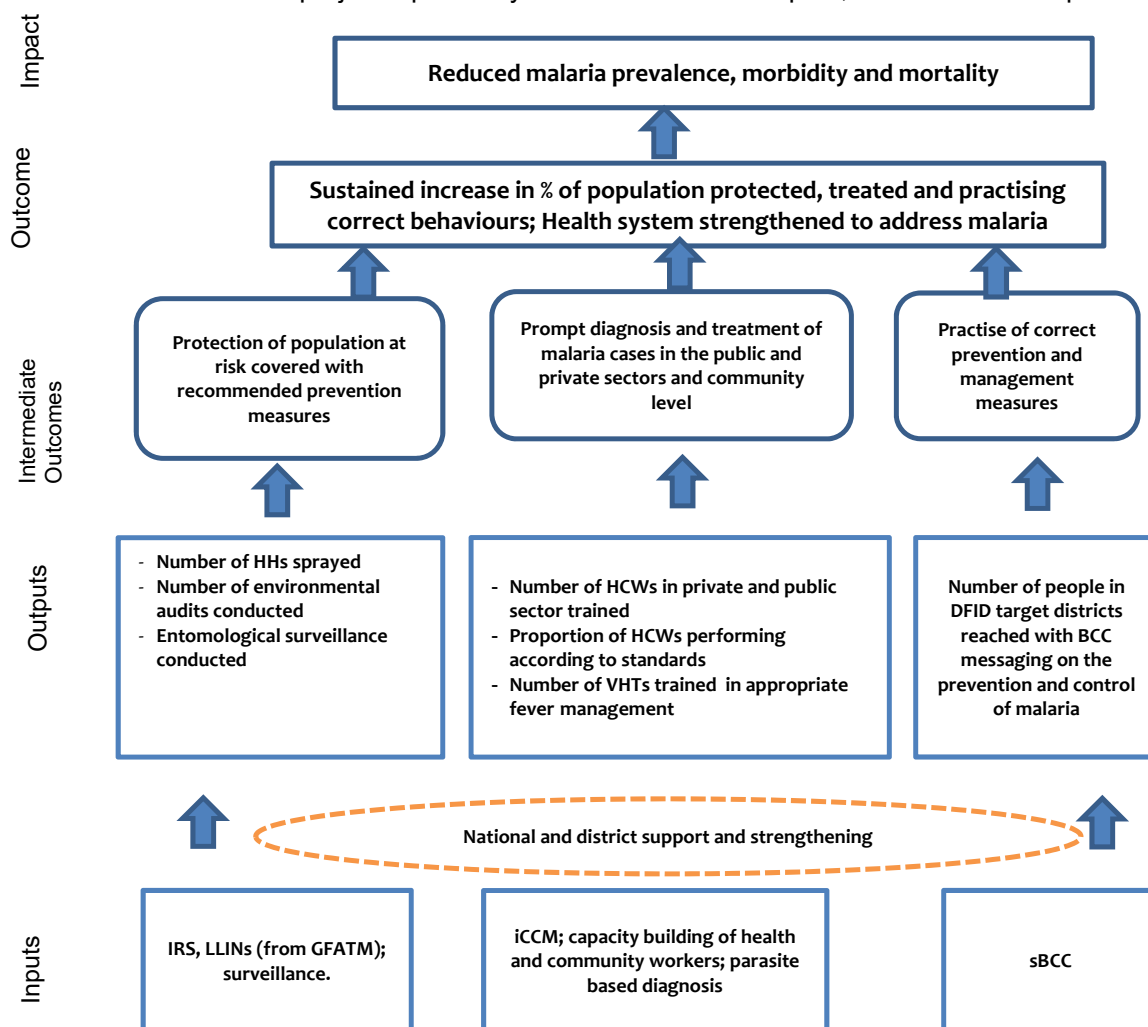 Impact
Reduced malaria prevalence, morbidity and mortality
Outcome
Sustained increase in % of population protected, treated and practising
correct behaviours; Health system strengthened to address malaria
Intermediate
Outcomes
Protection of population at
risk covered with
recommended prevention
measures
Prompt diagnosis and treatment of
malaria cases in the public and
private sectors and community
level
Practise of correct
prevention and
management
measures
Outputs
- Number of HHs sprayed
- Number of environmental
audits conducted
- Entomological surveillance
conducted
- Number of HCWs in private and public
sector trained
- Proportion of HCWs performing
according to standards
- Number of VHTs trained in appropriate
fever management
Number of people in
DFID target districts
reached with BCC
messaging on the
prevention and control
of malaria
National and district support and strengthening
Inputs
IRS, LLINs (from GFATM);
surveillance.
iCCM; capacity building of health
and community workers; parasite
based diagnosis
sBCC